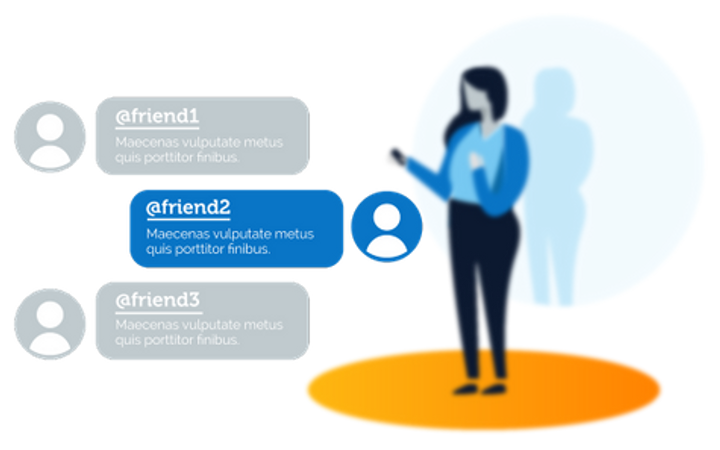 @friend1
Maecenas vulputate metus
quis porttitor finibus.
@friend2
Maecenas vulputate metus
quis porttitor finibus.
@friend3
Maecenas vulputate metus
quis porttitor finibus.